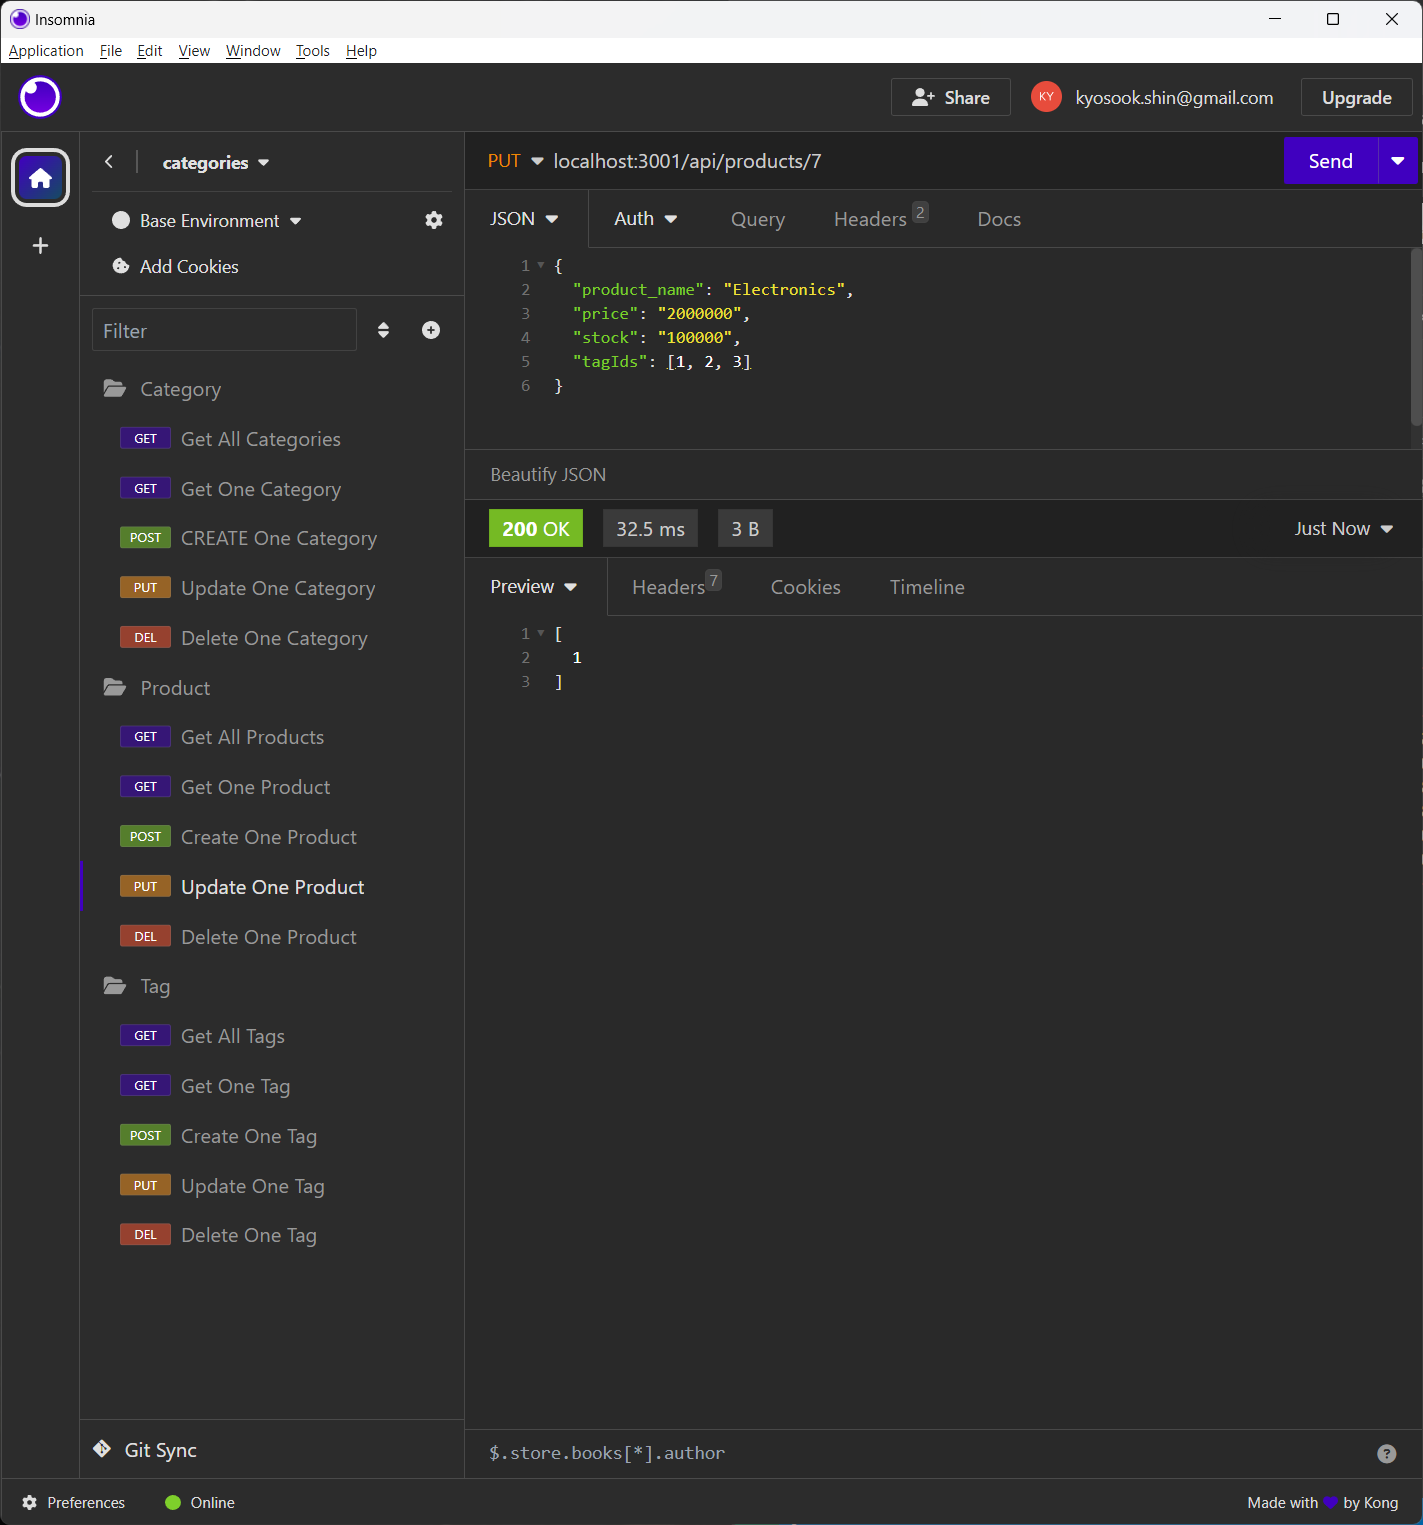 Insomnia
Application File Edit View Window Tools Help
Share
KY
kyosook.shin@gmail.com
Upgrade
categories
Base Environment
Add Cookies
Filter
Category
GET Get All Categories
GET Get One Category
POST CREATE One Category
PUT Update One Category
DEL Delete One Category
Product
GET Get All Products
GET Get One Product
POST Create One Product
PUT Update One Product
DEL Delete One Product
Tag
GET Get All Tags
GET Get One Tag
POST Create One Tag
PUT Update One Tag
DEL Delete One Tag
Git Sync
PUT localhost:3001/api/products/7
Send
JSON Auth Query Headers 2 Docs
1 {
2 "product_name": "Electronics",
3 "price": "2000000",
4 "stock": "100000",
5 "tagIds": [1, 2, 3]
6 }
Beautify JSON
200 OK 32.5 ms 3 B Just Now
Preview Headers 7 Cookies Timeline
1 [
2 1
3 ]
$.store.books[*].author
?
Preferences Online
Made with by Kong